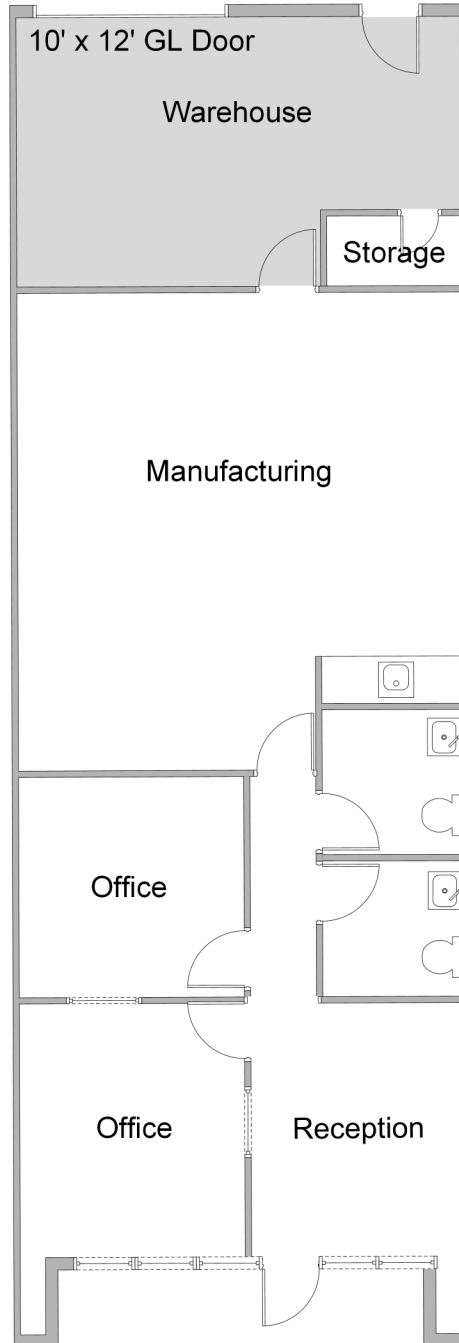 10' x 12' GL Door
Warehouse
Storage
Manufacturing
Office
Office
Reception